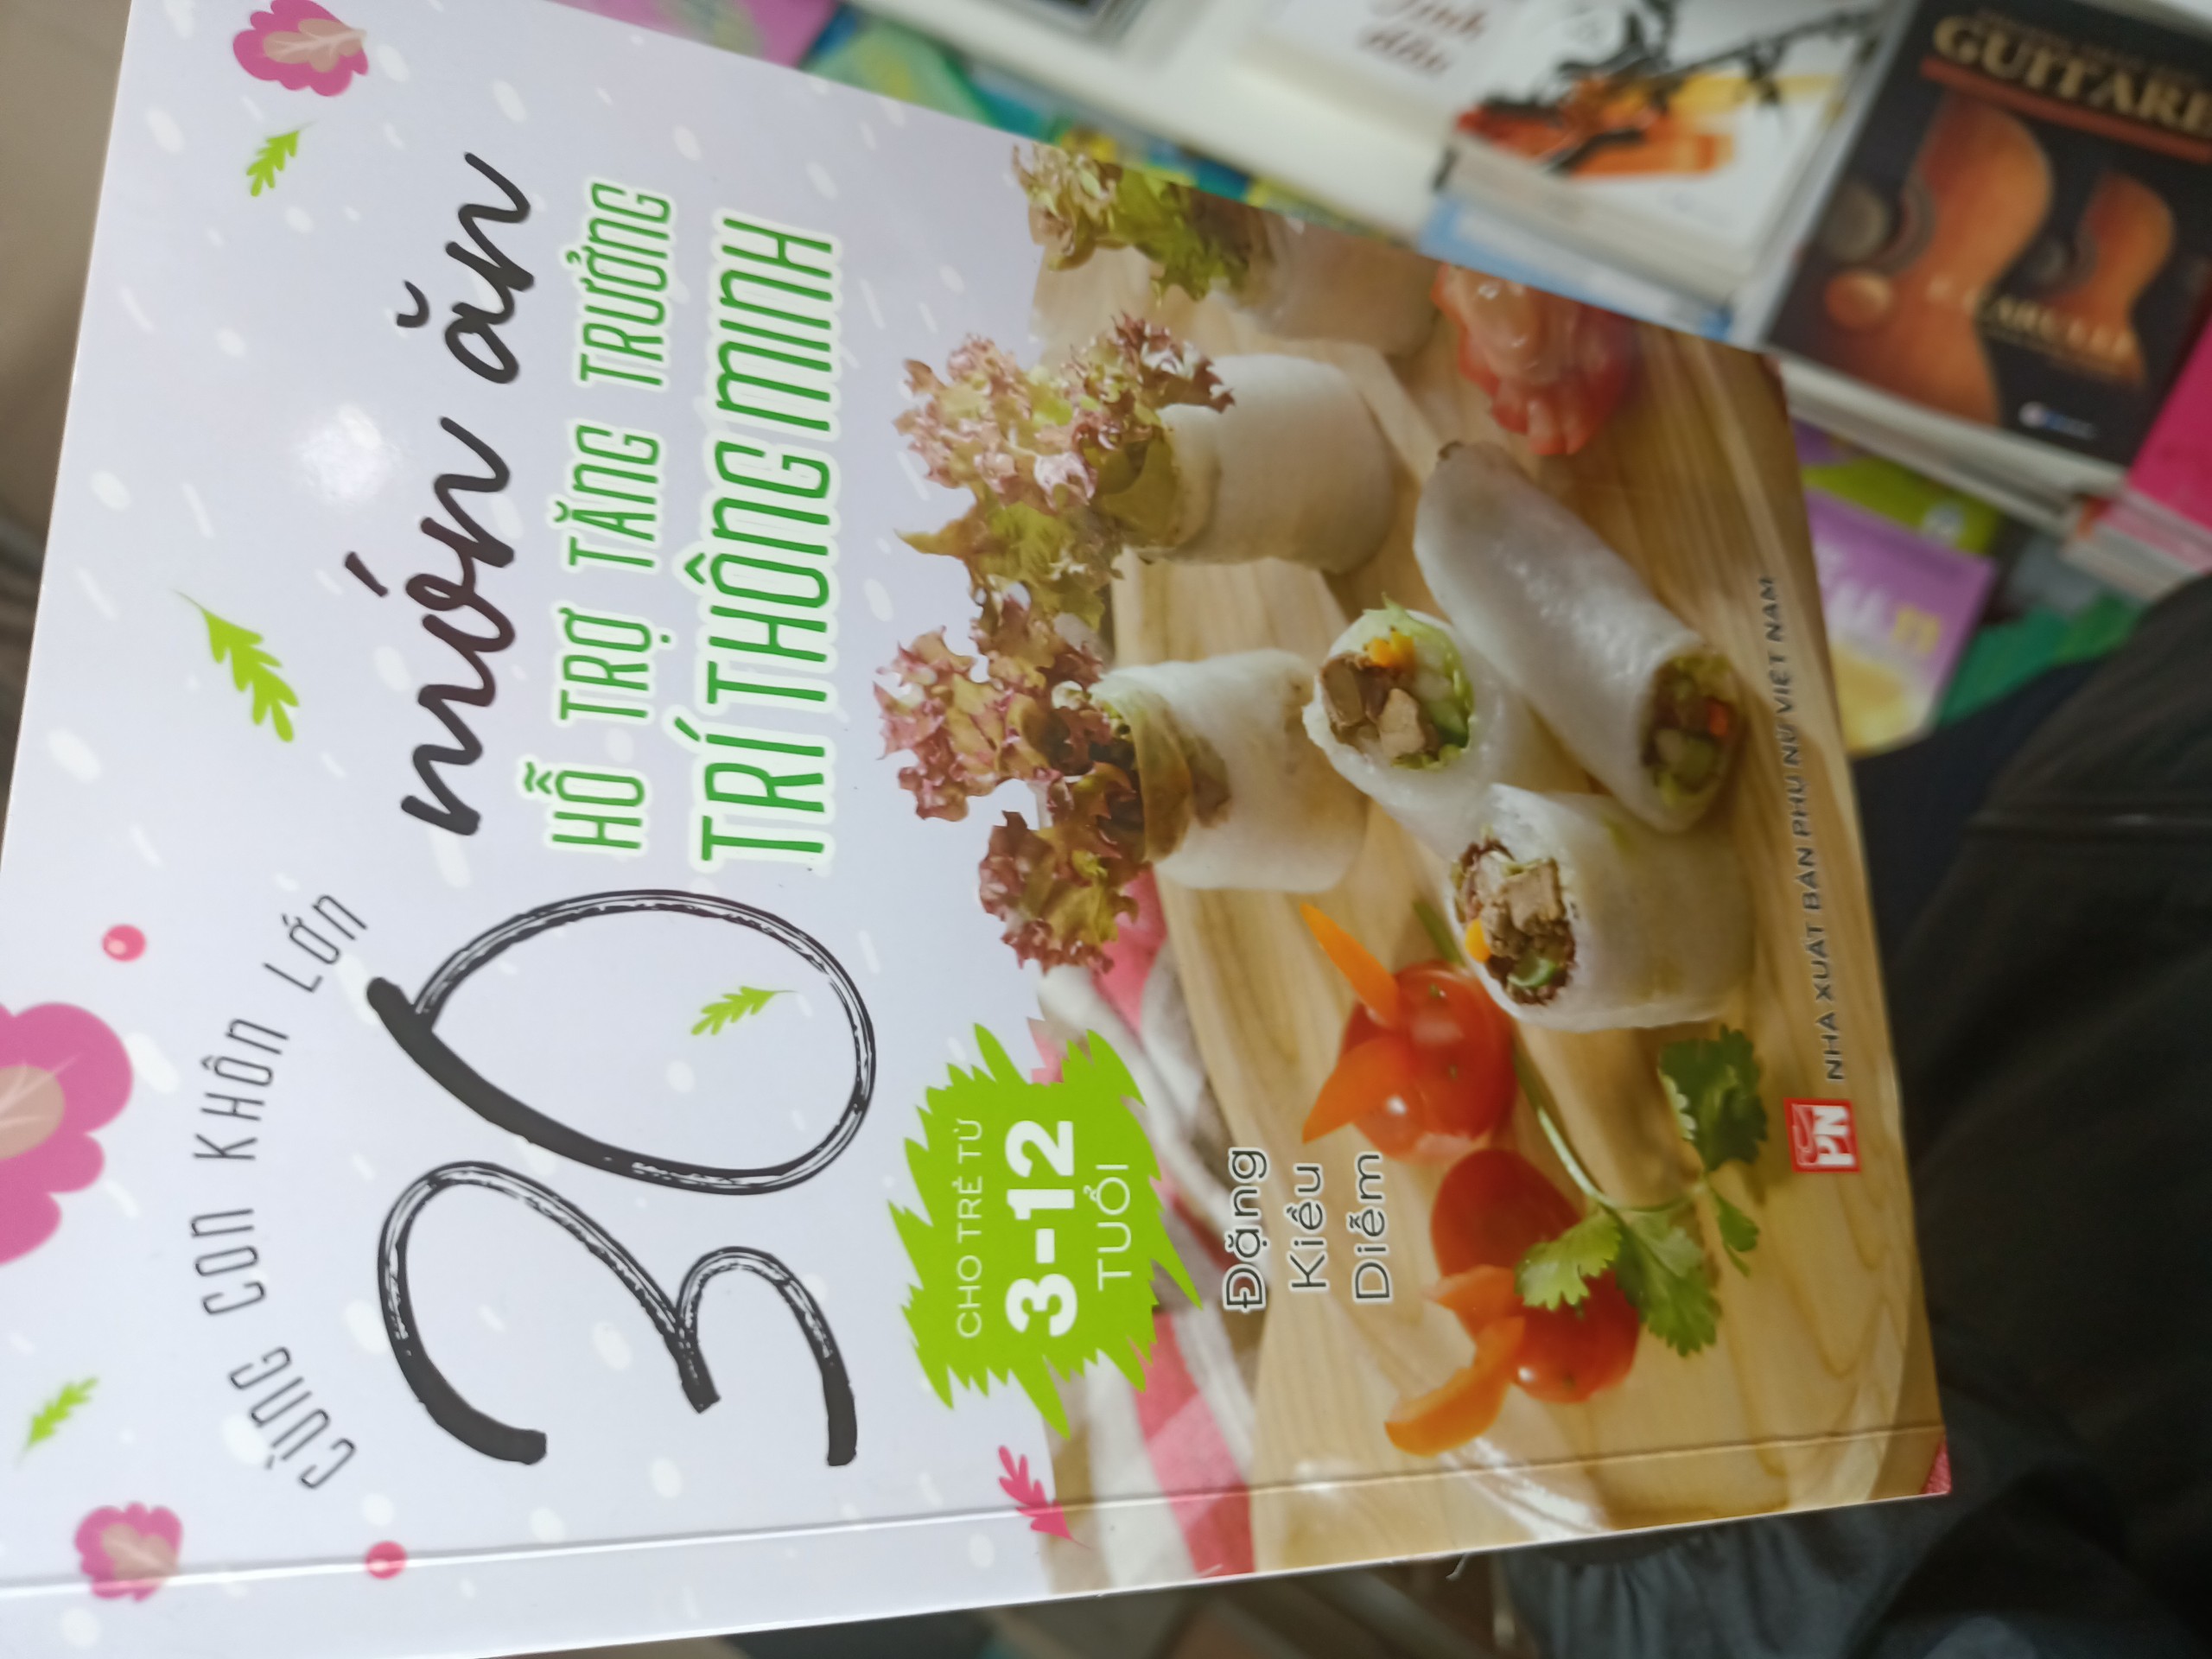 CÙNG CON KHÔN LỚN
30 món ăn
HỖ TRỢ TĂNG TRƯỞNG
TRÍ THÔNG MINH
CHO TRẺ TỪ
3-12
TUỔI
Đặng
Kiều
Diễm
PN
NHÀ XUẤT BẢN PHỤ NỮ VIỆT NAM